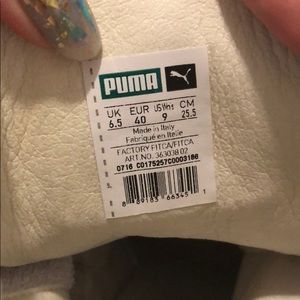 PUMA
UK EUR US Wns CM
6.5 40 9 25.5
Made in Italy
Fabriqué en Italie
FACTORY FITCA/FITCA
ART.NO. 363038 02
0716 C0175257C0003186